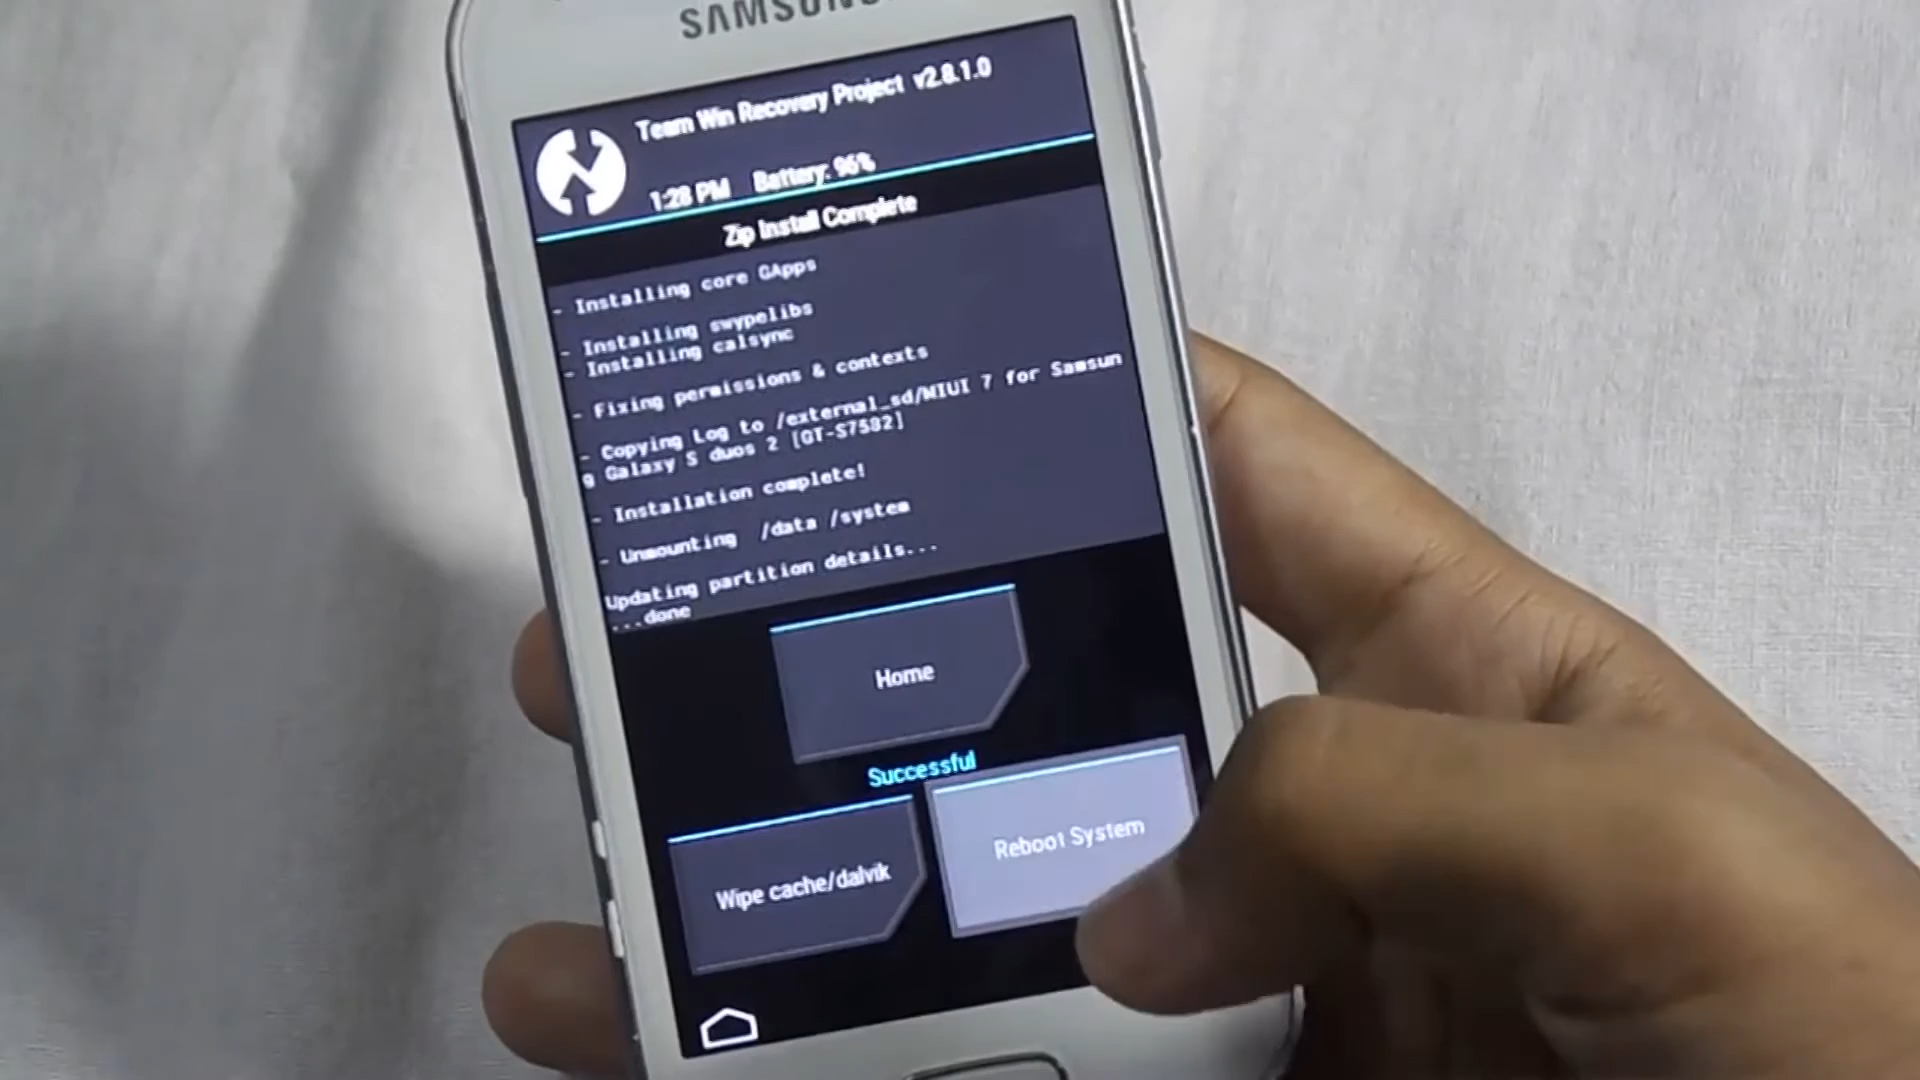 SAMSUNG
Team Win Recovery Project v2.8.1.0
1:28 PM Battery: 96%
Zip Install Complete
- Installing core GApps
- Installing swypelibs
- Installing calsync
- Fixing permissions & contexts
- Copying Log to /external_sd/MIUI 7 for Samsun
g Galaxy S duos 2 [GT-S7582]
- Installation complete!
- Unmounting /data /system
Updating partition details...
...done
Home
Successful
Reboot System
Wipe cache/dalvik